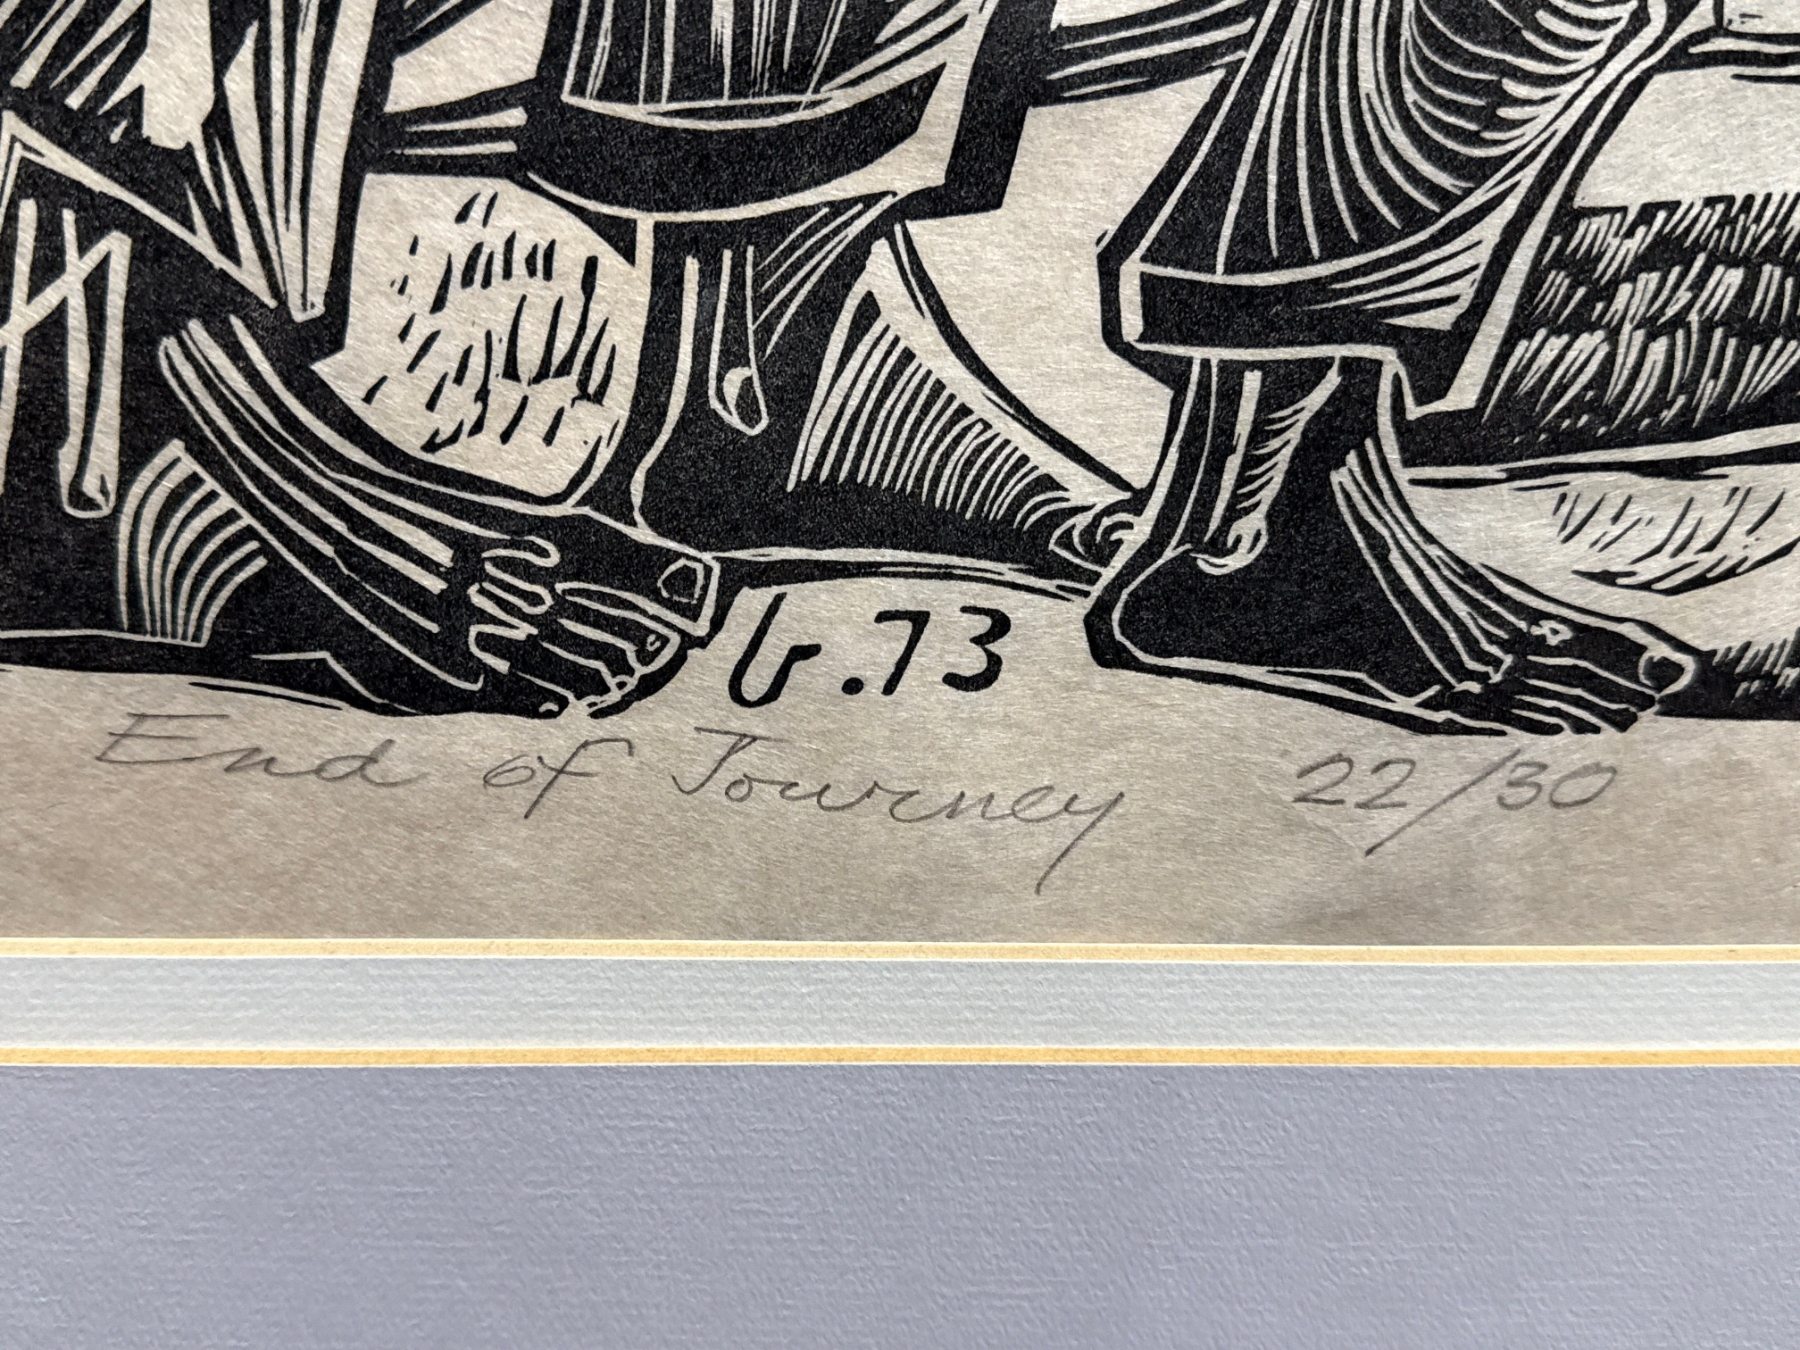 b.73
End of Journey 22/30